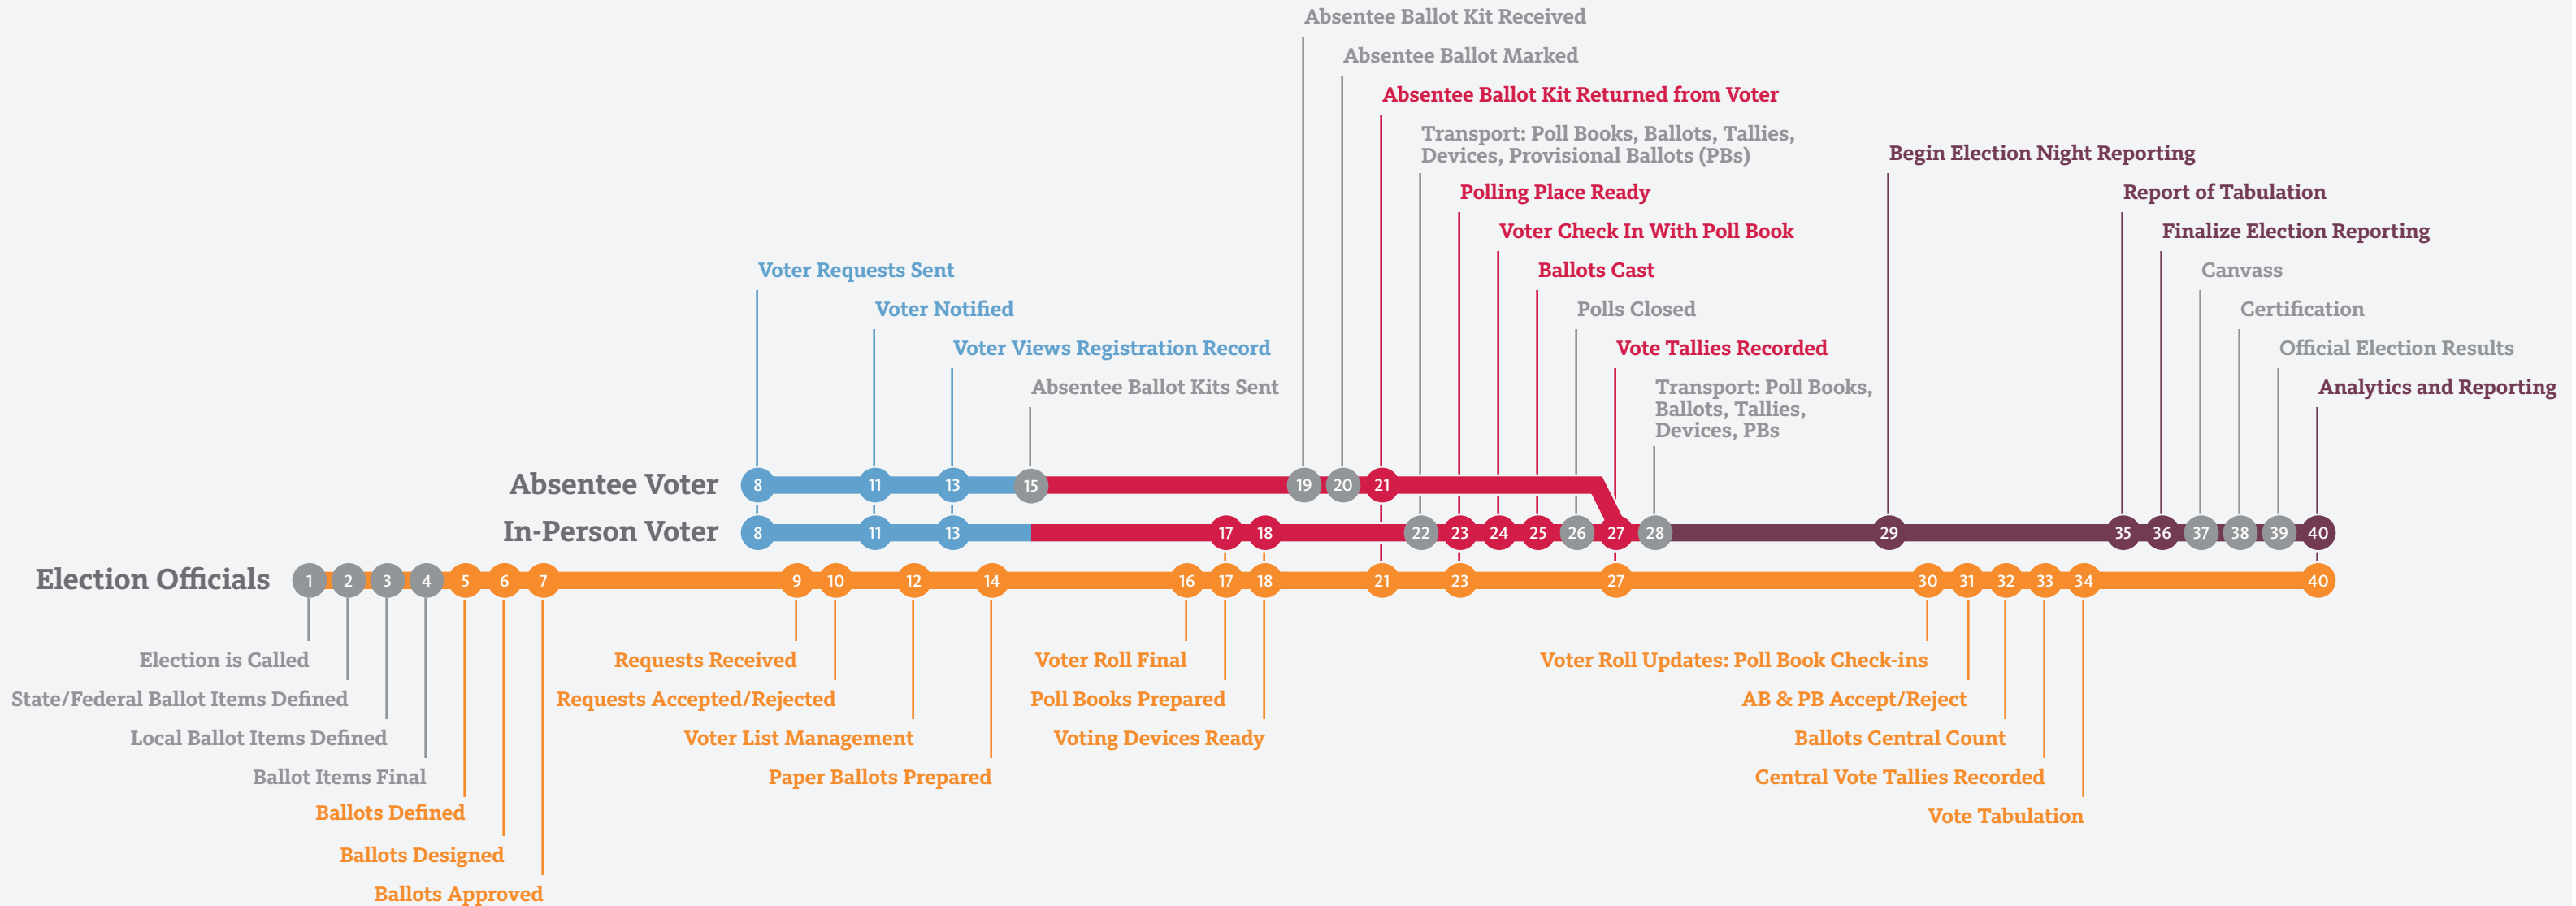 Absentee Ballot Kit Received
Absentee Ballot Marked
Absentee Ballot Kit Returned from Voter
Transport: Poll Books, Ballots, Tallies,
Devices, Provisional Ballots (PBs)
Begin Election Night Reporting
Polling Place Ready
Report of Tabulation
Voter Check In With Poll Book
Finalize Election Reporting
Voter Requests Sent
Ballots Cast
Canvass
Voter Notified
Polls Closed
Certification
Voter Views Registration Record
Vote Tallies Recorded
Official Election Results
Absentee Ballot Kits Sent
Transport: Poll Books,
Ballots, Tallies,
Devices, PBs
Analytics and Reporting
Absentee Voter 8 11 13 15 19 20 21
In-Person Voter 8 11 13 17 18 22 23 24 25 26 27 28 29 35 36 37 38 39 40
Election Officials 1 2 3 4 5 6 7 9 10 12 14 16 17 18 21 23 27 30 31 32 33 34 40
Election is Called
Requests Received
Voter Roll Final
Voter Roll Updates: Poll Book Check-ins
State/Federal Ballot Items Defined
Requests Accepted/Rejected
Poll Books Prepared
AB & PB Accept/Reject
Local Ballot Items Defined
Voter List Management
Voting Devices Ready
Ballots Central Count
Ballot Items Final
Paper Ballots Prepared
Central Vote Tallies Recorded
Ballots Defined
Vote Tabulation
Ballots Designed
Ballots Approved